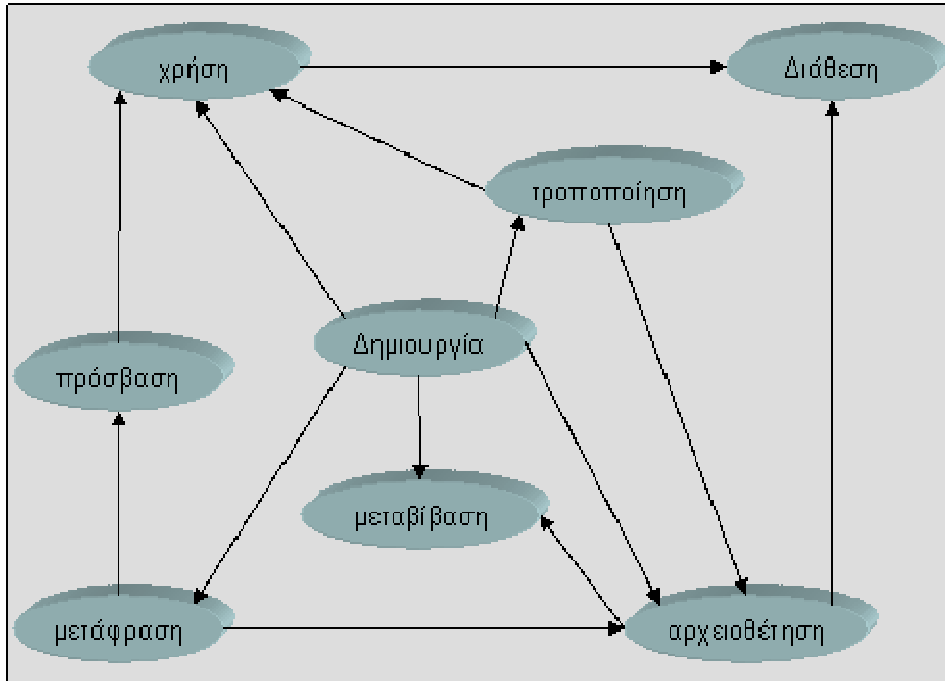 χρήση
Διάθεση
τροποποίηση
Δημιουργία
πρόσβαση
μεταβίβαση
μετάφραση
αρχειοθέτηση